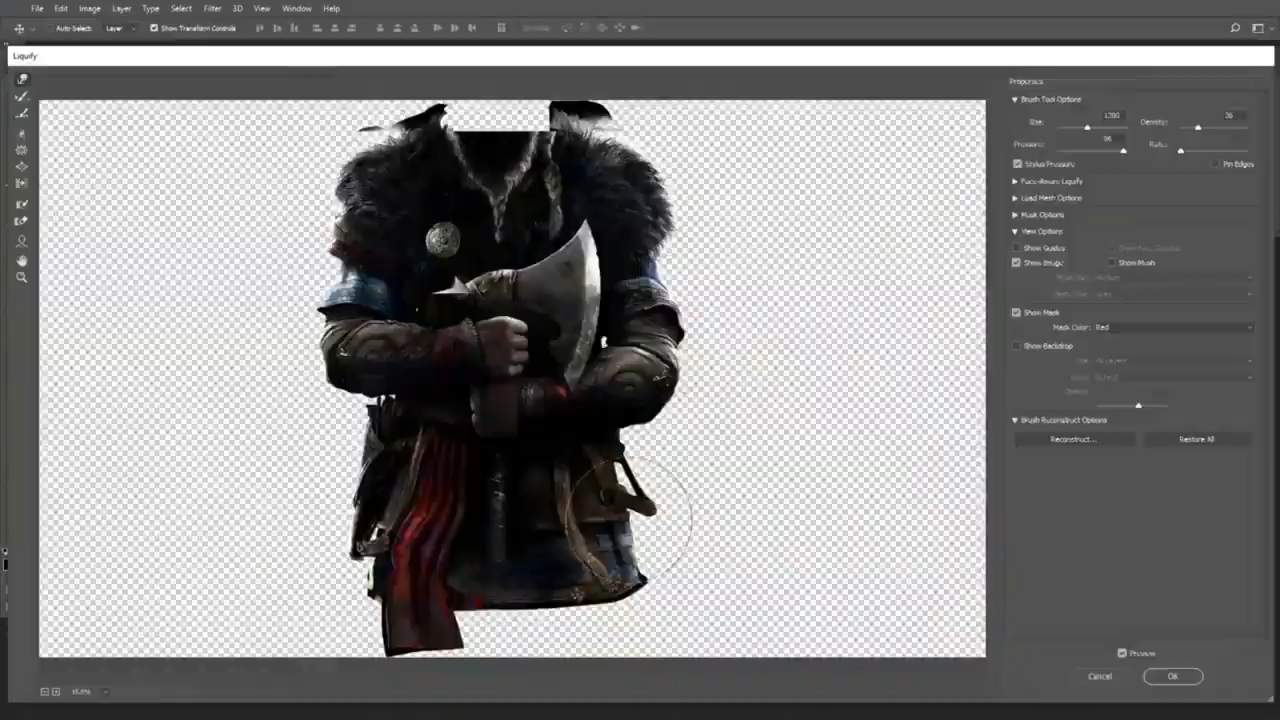 File Edit Image Layer Type Select Filter 3D View Window Help
Auto Select: Layer Show Transform Controls
Liquify
Properties
Brush Tool Options
Size: 1200 Density: 26
Pressure: 96 Rate:
Stylus Pressure Pin Edges
Face-Aware Liquify
Load Mesh Options
Mask Options
View Options
Show Guides
Show Image Show Mesh
Show Mask
Mask Color: Red
Show Backdrop
Brush Reconstruct Options
Reconstruct... Restore All
Preview
Cancel OK